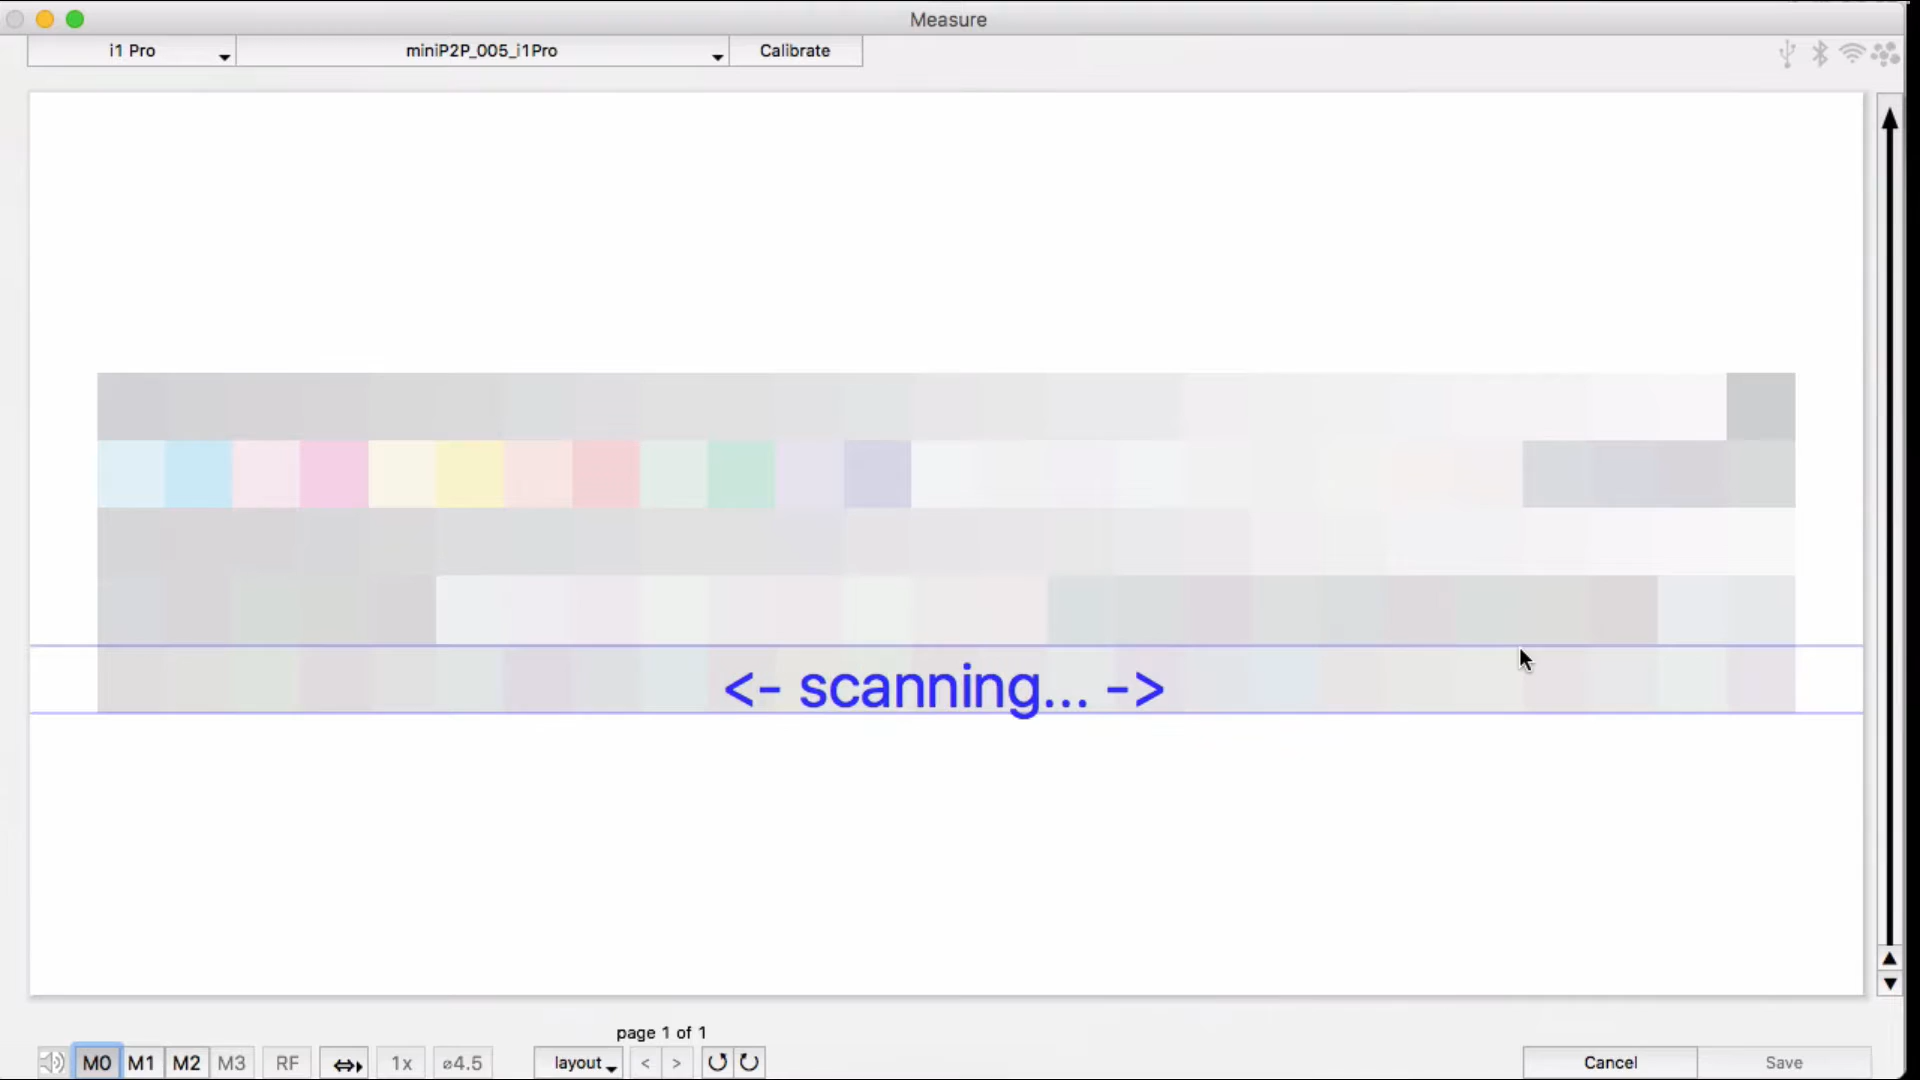 Measure
i1 Pro
miniP2P_005_i1Pro
Calibrate
<- scanning... ->
page 1 of 1
M0 M1 M2 M3 RF 1x ⌀4.5 layout < > Cancel Save